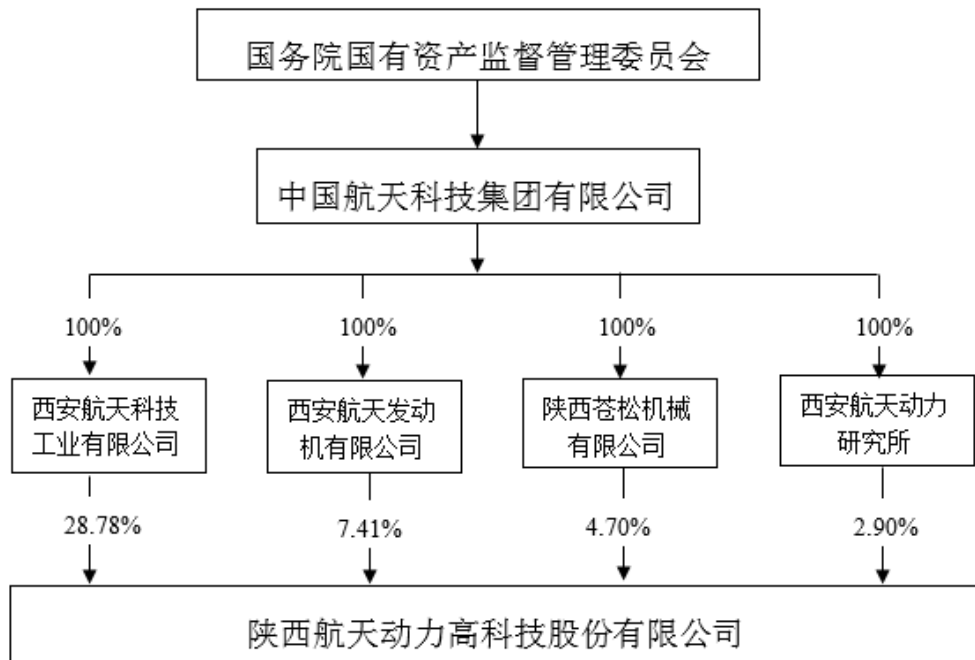 国务院国有资产监督管理委员会
中国航天科技集团有限公司
100%
100%
100%
100%
西安航天科技
工业有限公司
西安航天发动
机有限公司
陕西苍松机械
有限公司
西安航天动力
研究所
28.78%
7.41%
4.70%
2.90%
陕西航天动力高科技股份有限公司